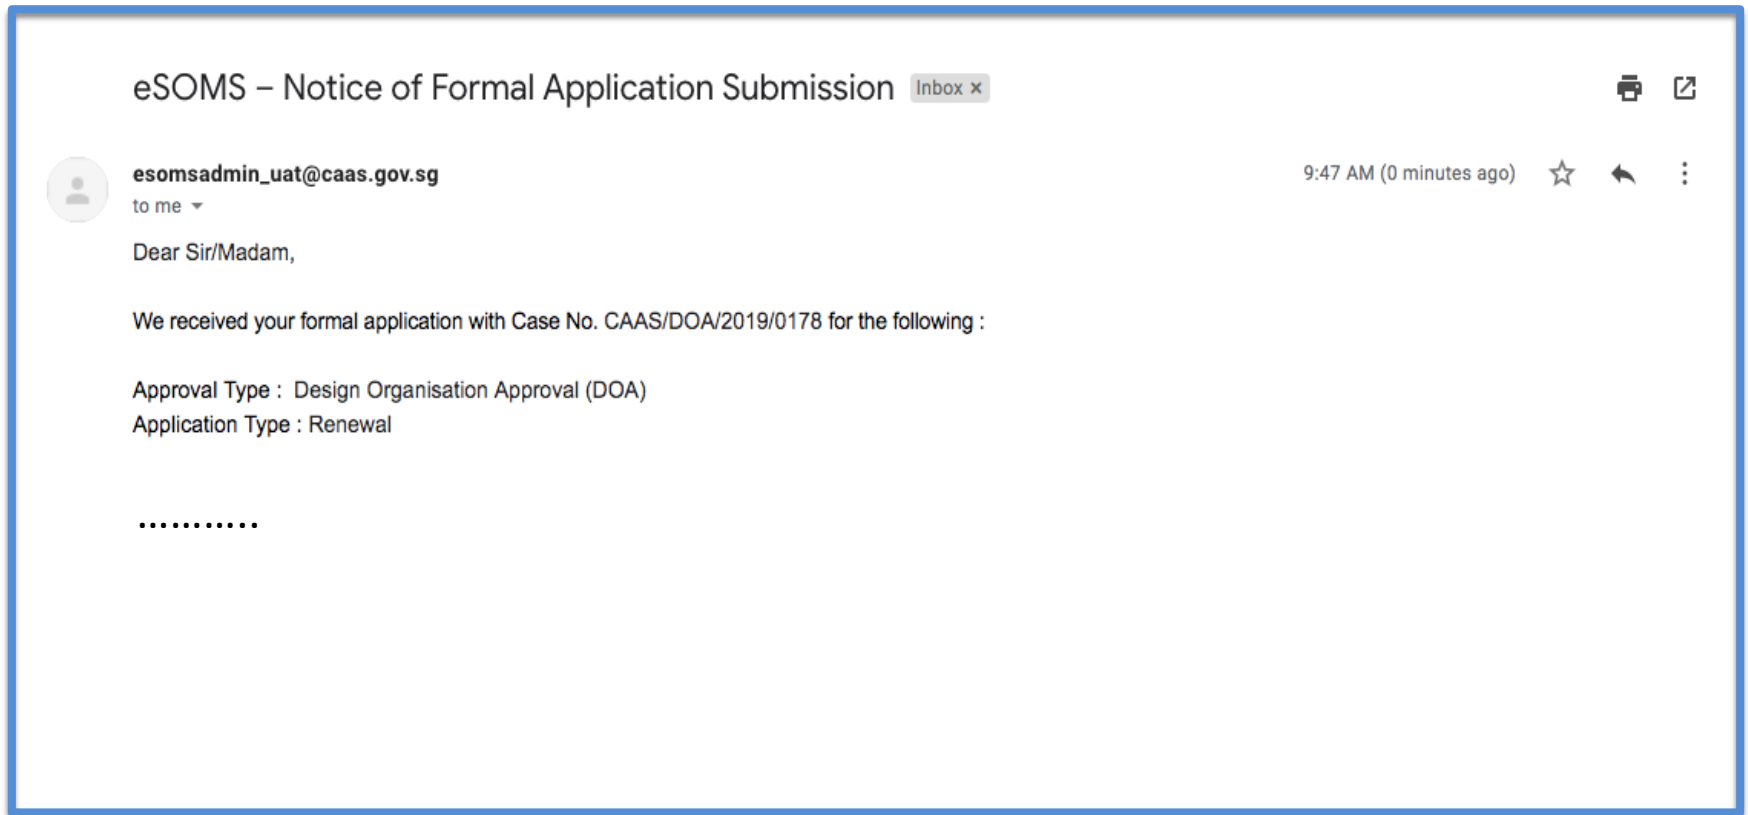 eSOMS – Notice of Formal Application Submission Inbox ×
esomsadmin_uat@caas.gov.sg 9:47 AM (0 minutes ago)
to me
Dear Sir/Madam,
We received your formal application with Case No. CAAS/DOA/2019/0178 for the following :
Approval Type :  Design Organisation Approval (DOA)
Application Type : Renewal
………..